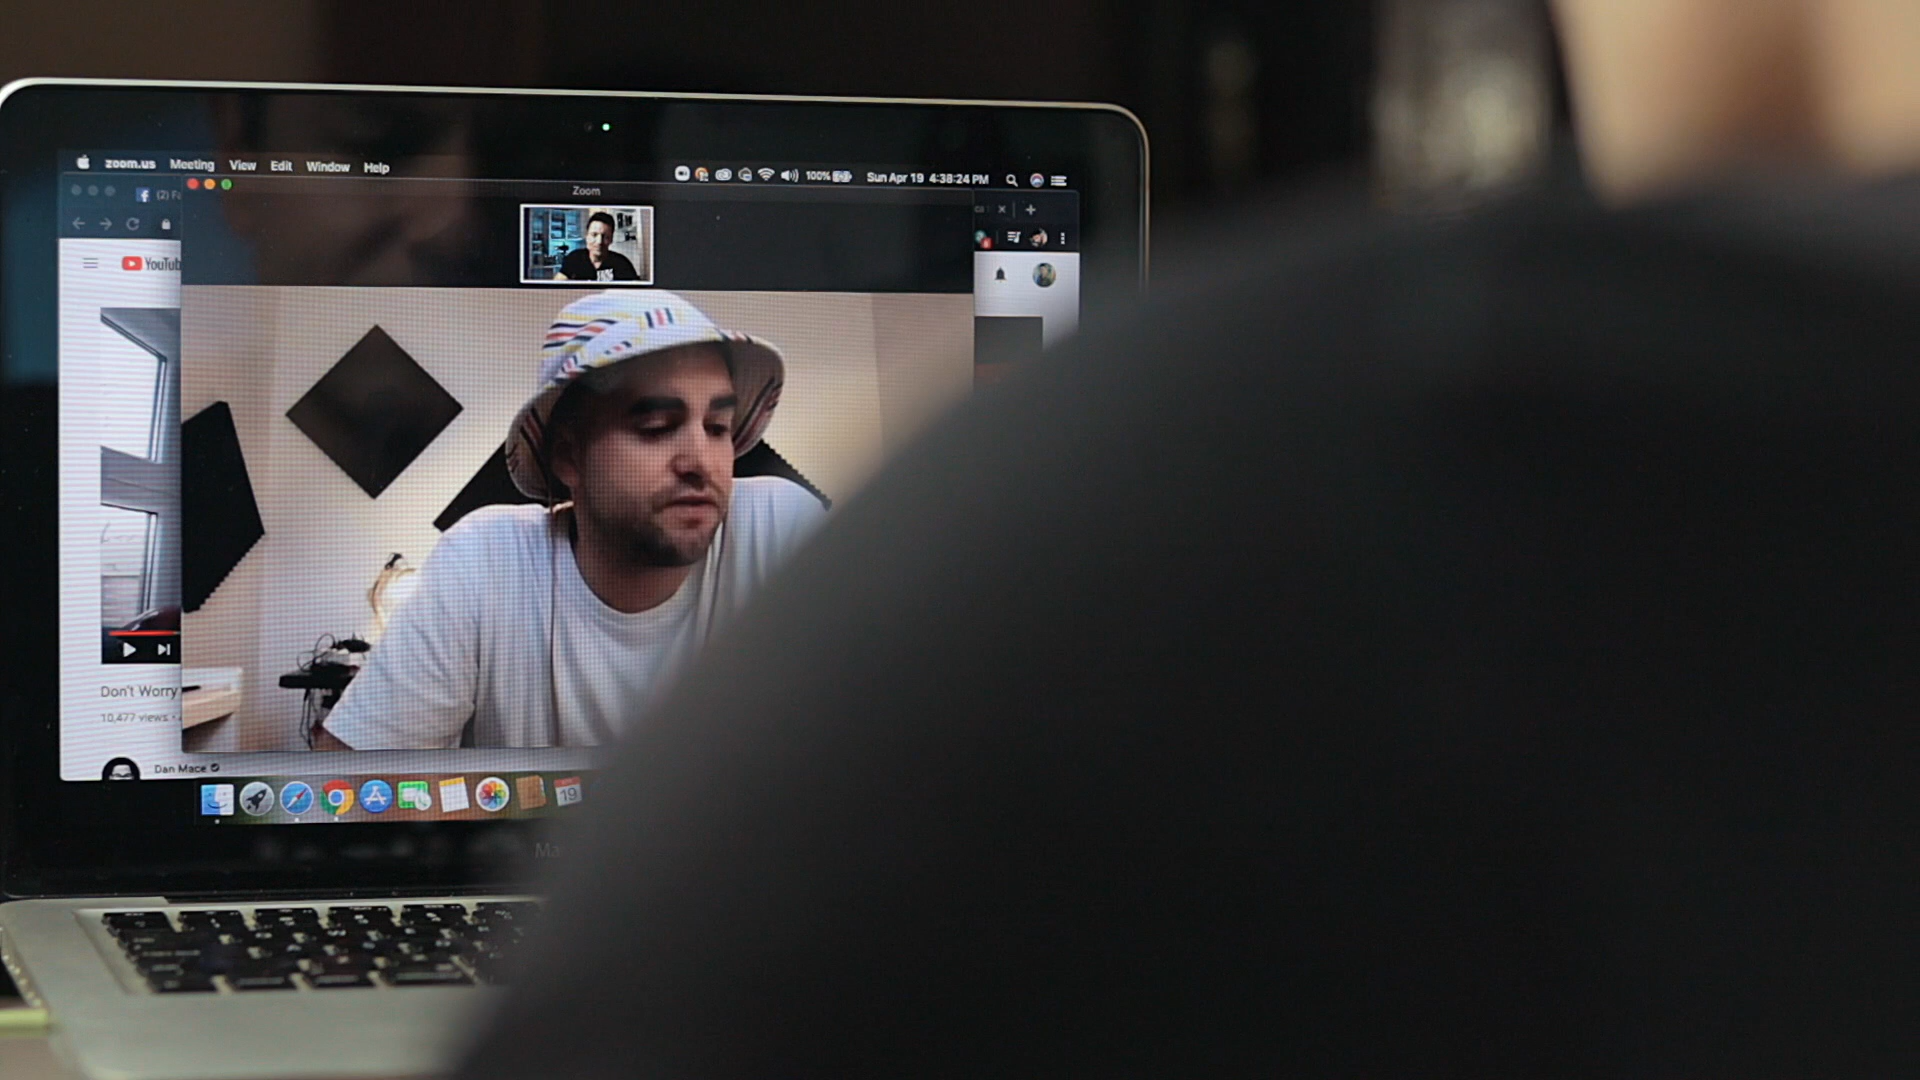 zoom.us Meeting View Edit Window Help
100% Sun Apr 19 4:38:24 PM
Zoom
YouTub
Don't Worry
10,477 views
Dan Mace
19